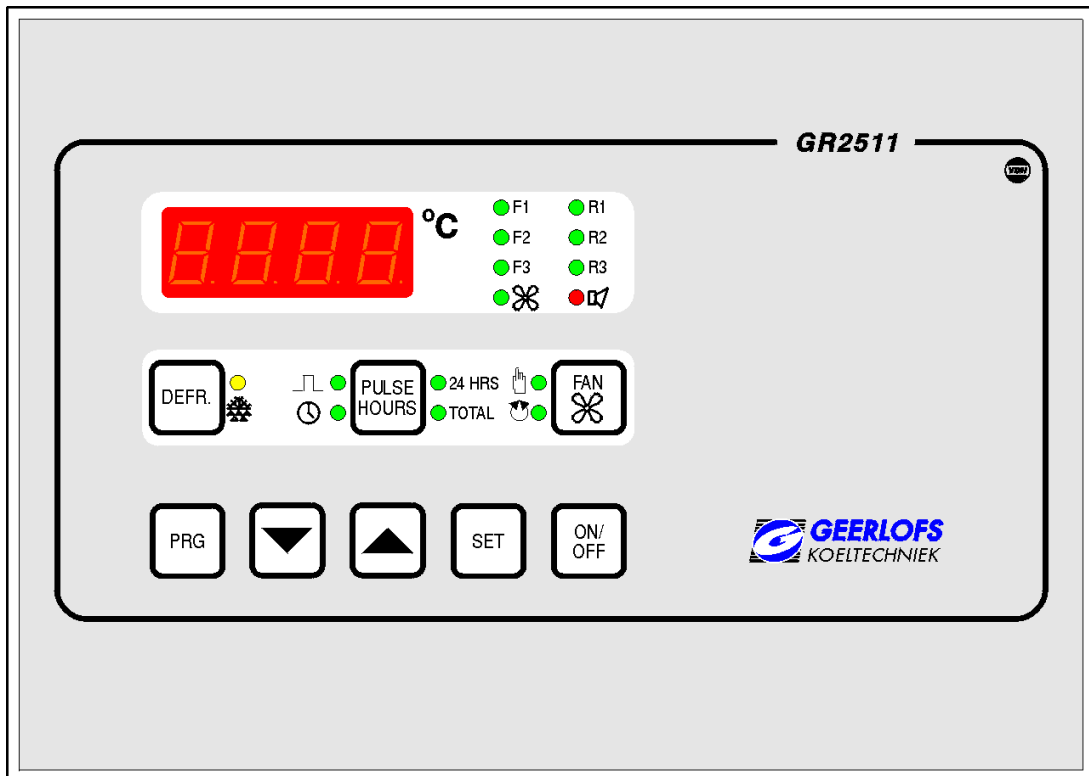 GR2511
VDH
°C
F1 R1
F2 R2
F3 R3
DEFR.
PULSE
HOURS
24 HRS
TOTAL
FAN
PRG
SET
ON/
OFF
GEERLOFS
KOELTECHNIEK